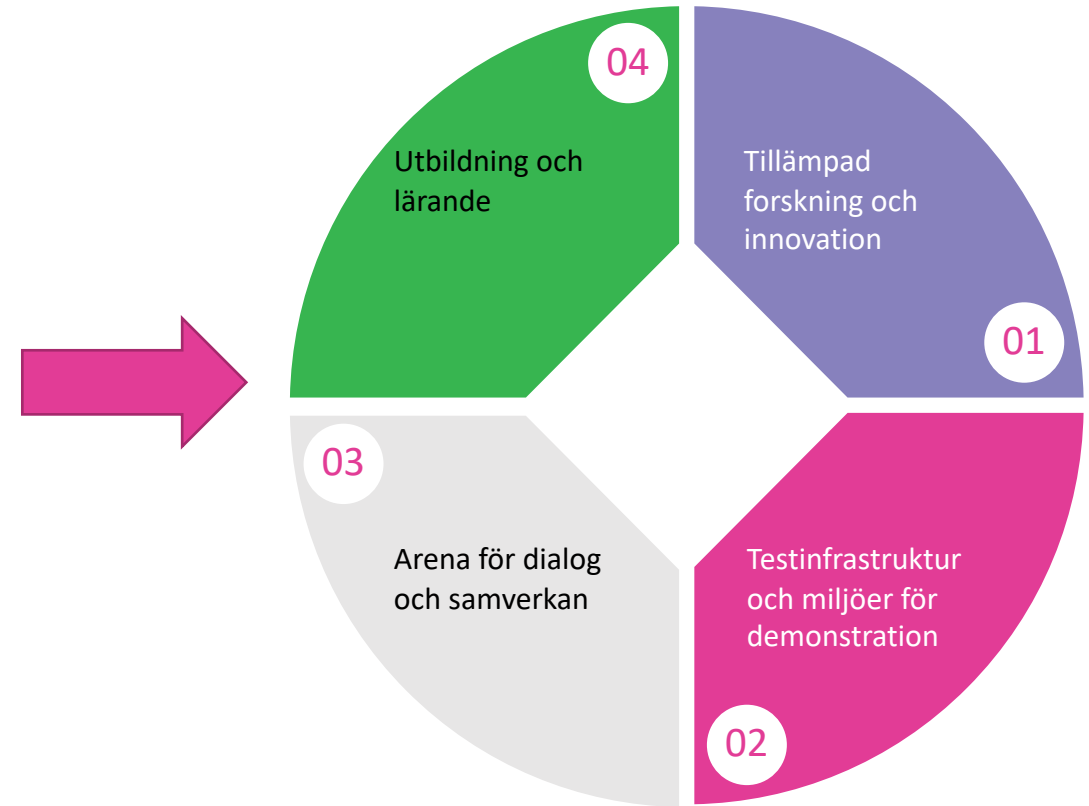 04
Utbildning och
lärande
Tillämpad
forskning och
innovation
01
03
Arena för dialog
och samverkan
Testinfrastruktur
och miljöer för
demonstration
02